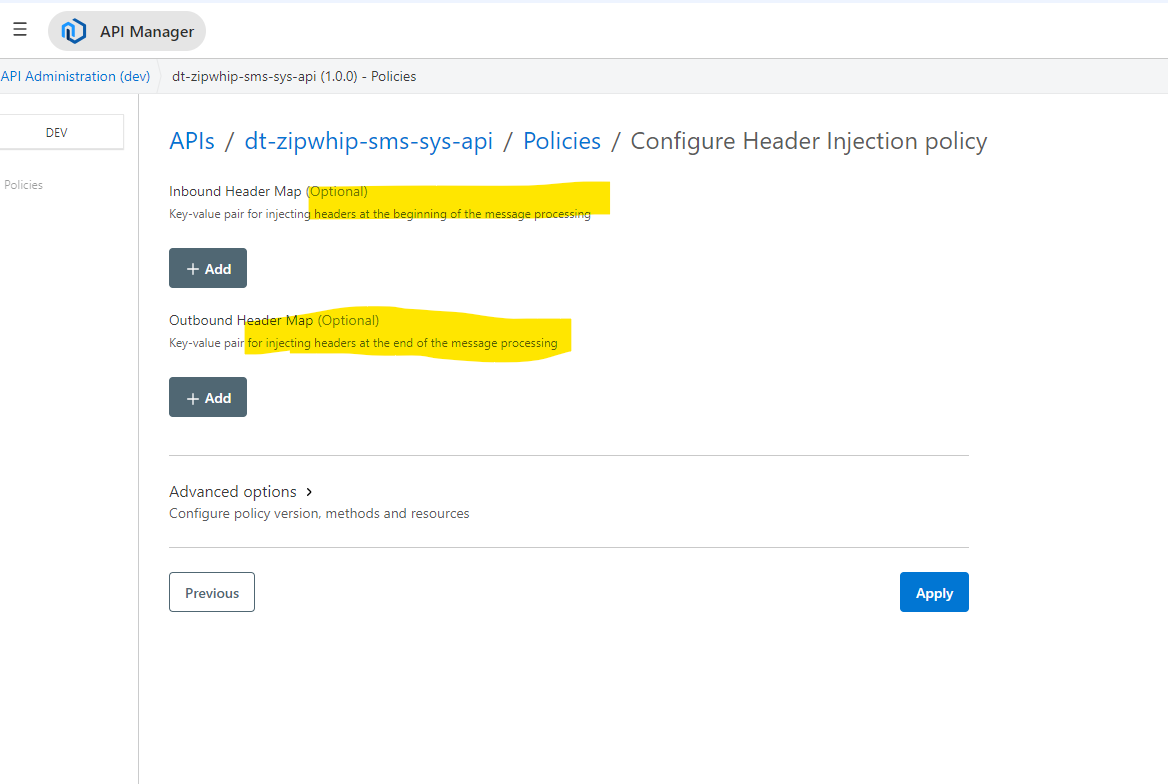 API Manager
API Administration (dev)
dt-zipwhip-sms-sys-api (1.0.0) - Policies
DEV
Policies
APIs / dt-zipwhip-sms-sys-api / Policies / Configure Header Injection policy
Inbound Header Map (Optional)
Key-value pair for injecting headers at the beginning of the message processing
+ Add
Outbound Header Map (Optional)
Key-value pair for injecting headers at the end of the message processing
+ Add
Advanced options >
Configure policy version, methods and resources
Previous
Apply